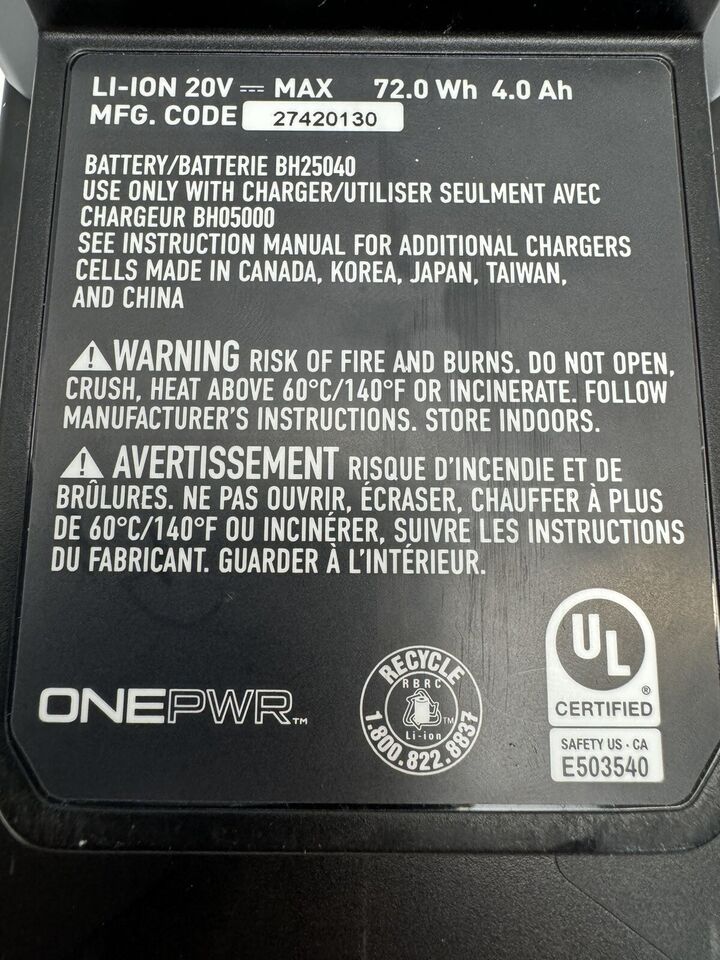 LI-ION 20V ⎓ MAX 72.0 Wh 4.0 Ah
MFG. CODE 27420130
BATTERY/BATTERIE BH25040
USE ONLY WITH CHARGER/UTILISER SEULMENT AVEC
CHARGEUR BH05000
SEE INSTRUCTION MANUAL FOR ADDITIONAL CHARGERS
CELLS MADE IN CANADA, KOREA, JAPAN, TAIWAN,
AND CHINA
⚠WARNING RISK OF FIRE AND BURNS. DO NOT OPEN,
CRUSH, HEAT ABOVE 60°C/140°F OR INCINERATE. FOLLOW
MANUFACTURER'S INSTRUCTIONS. STORE INDOORS.
⚠ AVERTISSEMENT RISQUE D'INCENDIE ET DE
BRÛLURES. NE PAS OUVRIR, ÉCRASER, CHAUFFER À PLUS
DE 60°C/140°F OU INCINÉRER, SUIVRE LES INSTRUCTIONS
DU FABRICANT. GUARDER À L'INTÉRIEUR.
ONEPWR™
RECYCLE
RBRC
TM
Li-ion
1.800.822.8837
UL
®
CERTIFIED
SAFETY US · CA
E503540